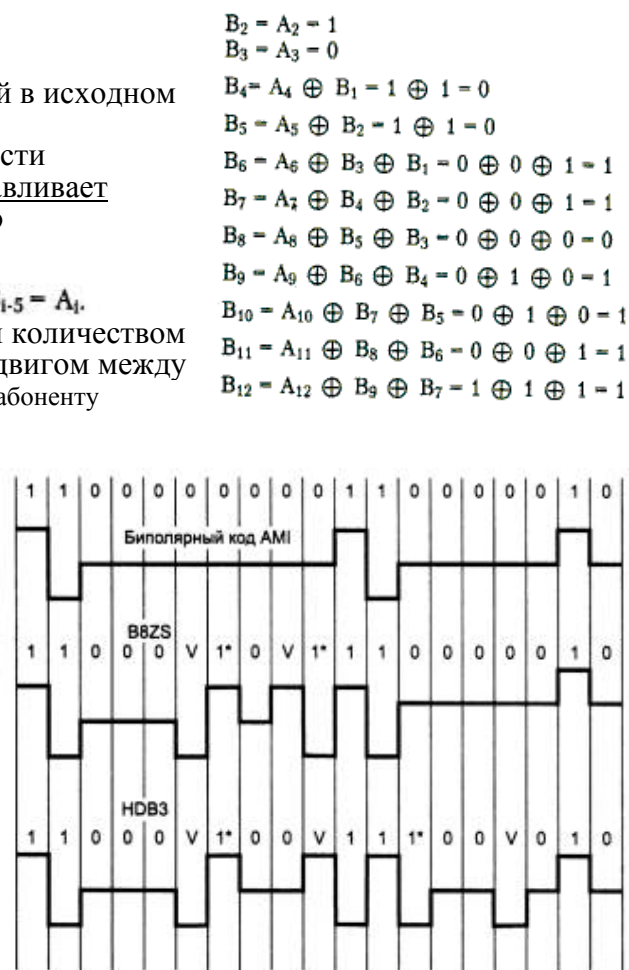 B₂ = A₂ = 1
B₃ = A₃ = 0
й в исходном
B₄= A₄ ⊕ B₁ = 1 ⊕ 1 = 0
B₅ = A₅ ⊕ B₂ = 1 ⊕ 1 = 0
сти
B₆ = A₆ ⊕ B₃ ⊕ B₁ = 0 ⊕ 0 ⊕ 1 = 1
авливает
B₇ = A₇ ⊕ B₄ ⊕ B₂ = 0 ⊕ 0 ⊕ 1 = 1
B₈ = A₈ ⊕ B₅ ⊕ B₃ = 0 ⊕ 0 ⊕ 0 = 0
B₉ = A₉ ⊕ B₆ ⊕ B₄ = 0 ⊕ 1 ⊕ 0 = 1
i-5 = Aᵢ.
B₁₀ = A₁₀ ⊕ B₇ ⊕ B₅ = 0 ⊕ 1 ⊕ 0 = 1
количеством
B₁₁ = A₁₁ ⊕ B₈ ⊕ B₆ = 0 ⊕ 0 ⊕ 1 = 1
двигом между
B₁₂ = A₁₂ ⊕ B₉ ⊕ B₇ = 1 ⊕ 1 ⊕ 1 = 1
абоненту
1 1 0 0 0 0 0 0 0 0 1 1 0 0 0 0 0 1 0
Биполярный код AMI
B8ZS
1 1 0 0 0 V 1* 0 V 1* 1 1 0 0 0 0 0 1 0
HDB3
1 1 0 0 0 V 1* 0 0 V 1 1 1* 0 0 V 0 1 0